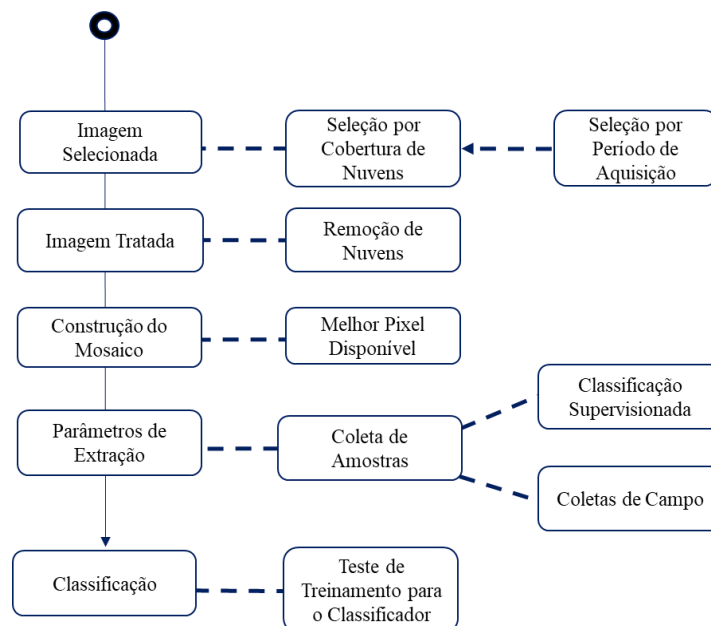 Imagem
Selecionada
Seleção por
Cobertura de
Nuvens
Seleção por
Período de
Aquisição
Imagem Tratada
Remoção de
Nuvens
Construção do
Mosaico
Melhor Pixel
Disponível
Parâmetros de
Extração
Coleta de
Amostras
Classificação
Supervisionada
Coletas de Campo
Classificação
Teste de
Treinamento para
o Classificador